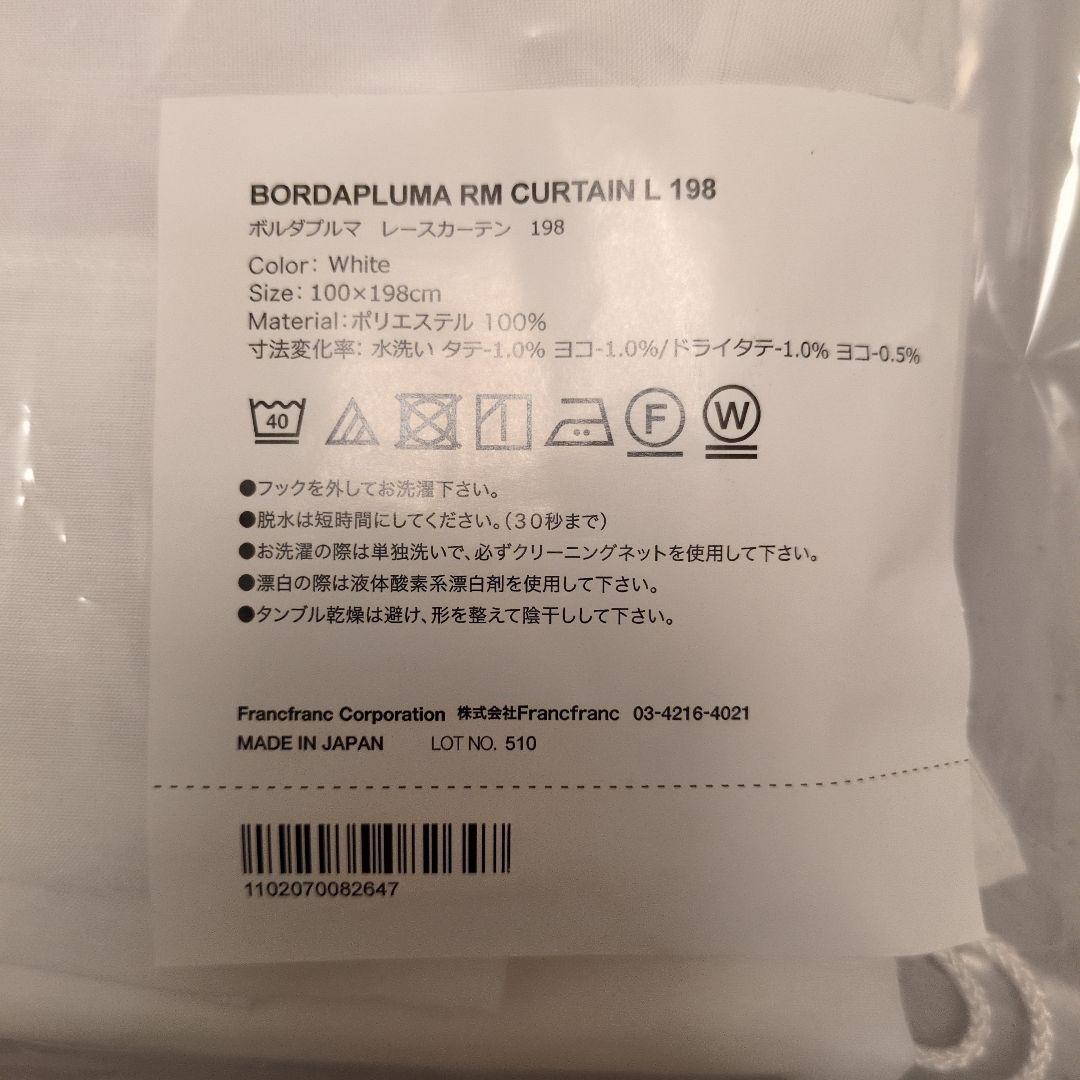 BORDAPLUMA RM CURTAIN L 198
ボルダプルマ　レースカーテン　198
Color: White
Size: 100×198cm
Material:ポリエステル 100%
寸法変化率: 水洗い タテ-1.0% ヨコ-1.0%/ドライタテ-1.0% ヨコ-0.5%
40 F W
●フックを外してお洗濯下さい。
●脱水は短時間にしてください。(30秒まで)
●お洗濯の際は単独洗いで、必ずクリーニングネットを使用して下さい。
●漂白の際は液体酸素系漂白剤を使用して下さい。
●タンブル乾燥は避け、形を整えて陰干しして下さい。
Francfranc Corporation 株式会社Francfranc 03-4216-4021
MADE IN JAPAN LOT NO. 510
1102070082647